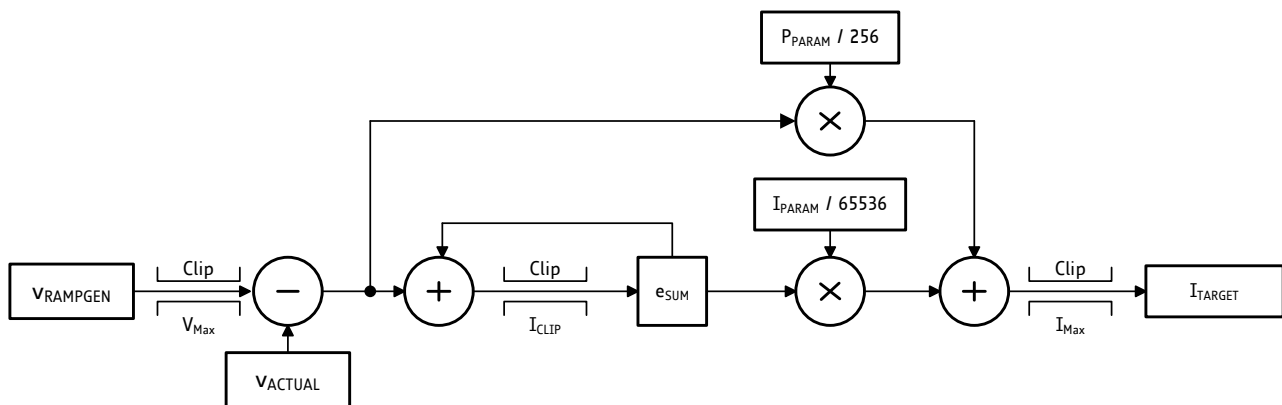 P_PARAM / 256
×
I_PARAM / 65536
Clip
Clip
Clip
V_RAMPGEN
−
+
e_SUM
×
+
I_TARGET
V_Max
I_CLIP
I_Max
V_ACTUAL